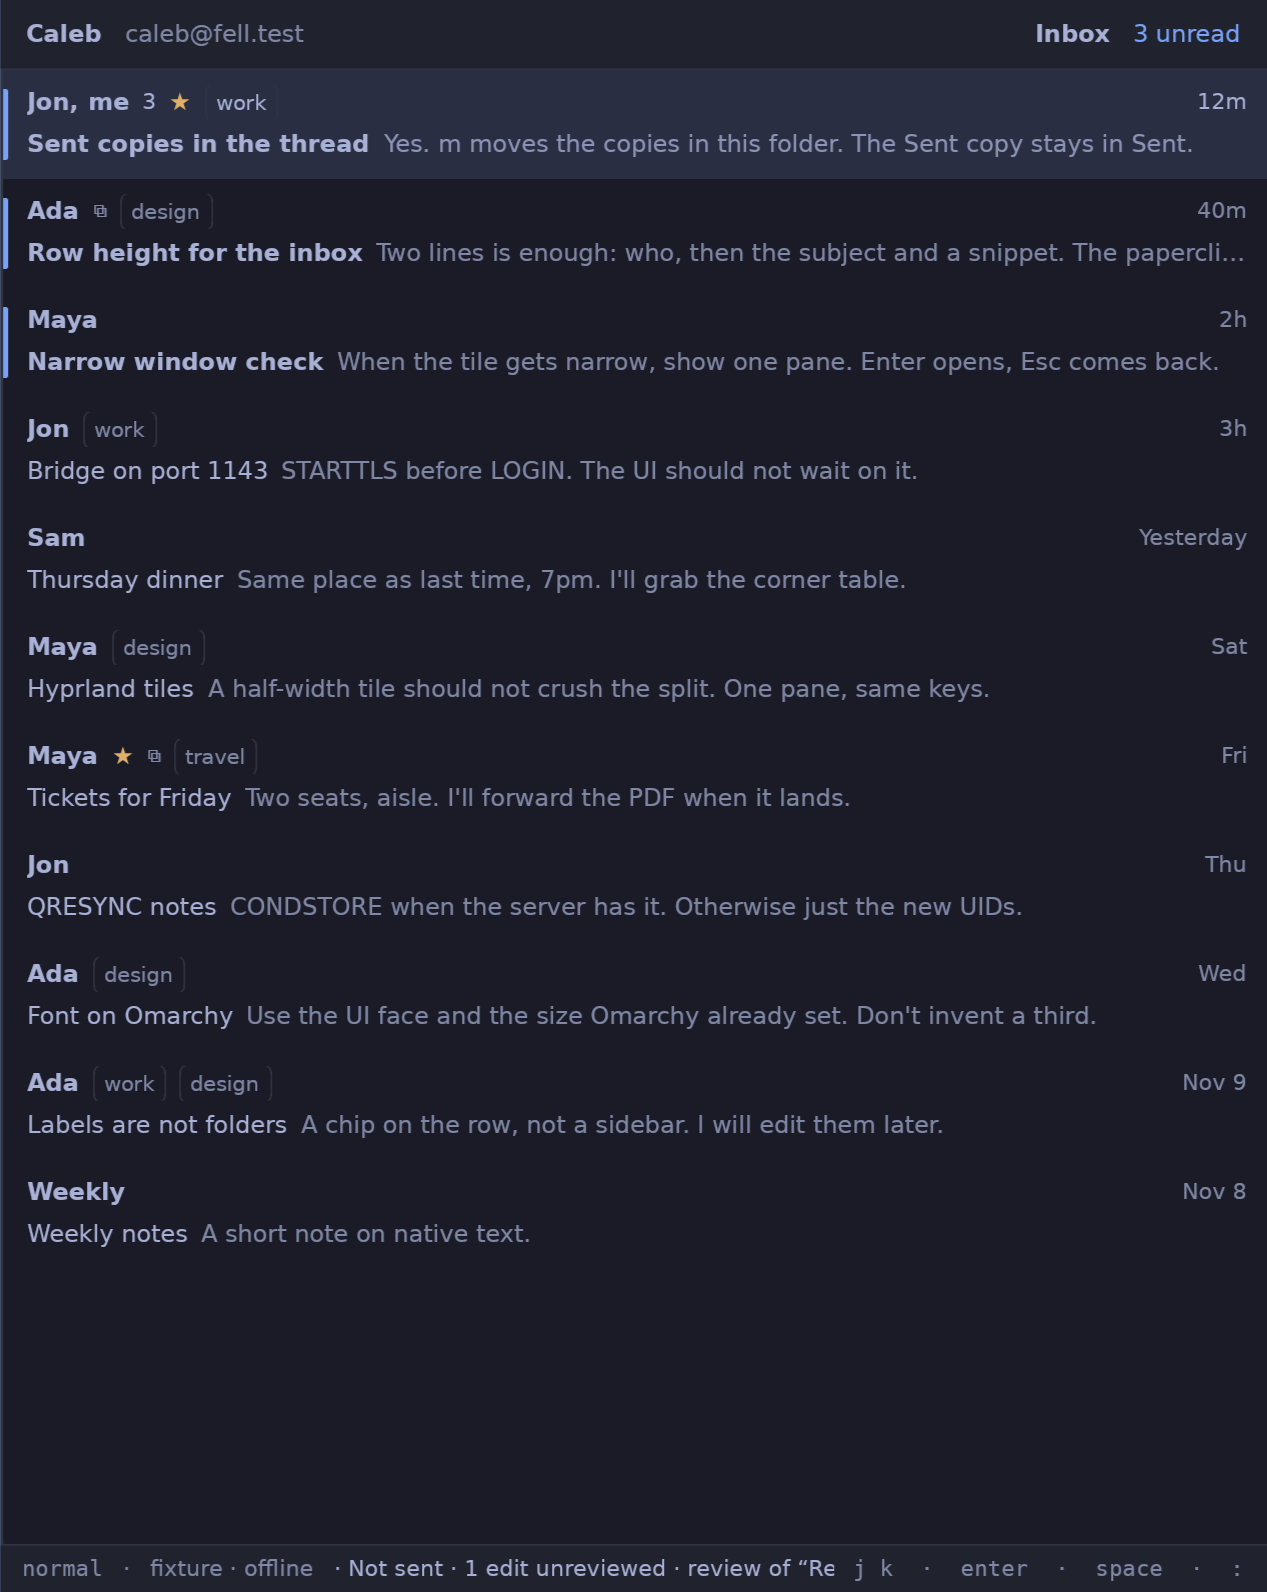 Caleb caleb@fell.test Inbox 3 unread
Jon, me 3 ★ work 12m
Sent copies in the thread Yes. m moves the copies in this folder. The Sent copy stays in Sent.
Ada ⧉ design 40m
Row height for the inbox Two lines is enough: who, then the subject and a snippet. The papercli…
Maya 2h
Narrow window check When the tile gets narrow, show one pane. Enter opens, Esc comes back.
Jon work 3h
Bridge on port 1143 STARTTLS before LOGIN. The UI should not wait on it.
Sam Yesterday
Thursday dinner Same place as last time, 7pm. I'll grab the corner table.
Maya design Sat
Hyprland tiles A half-width tile should not crush the split. One pane, same keys.
Maya ★ ⧉ travel Fri
Tickets for Friday Two seats, aisle. I'll forward the PDF when it lands.
Jon Thu
QRESYNC notes CONDSTORE when the server has it. Otherwise just the new UIDs.
Ada design Wed
Font on Omarchy Use the UI face and the size Omarchy already set. Don't invent a third.
Ada work design Nov 9
Labels are not folders A chip on the row, not a sidebar. I will edit them later.
Weekly Nov 8
Weekly notes A short note on native text.
normal · fixture · offline · Not sent · 1 edit unreviewed · review of “Re j k · enter · space · :